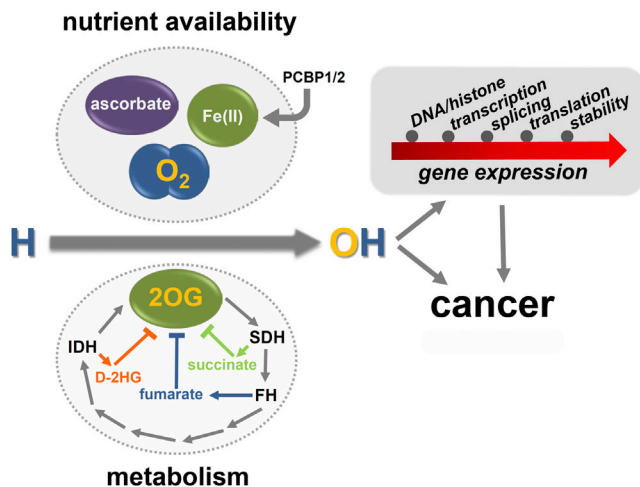 nutrient availability
PCBP1/2
ascorbate
Fe(II)
O2
DNA/histone
transcription
splicing
translation
stability
gene expression
H
OH
cancer
2OG
IDH
SDH
D-2HG
succinate
fumarate
FH
metabolism